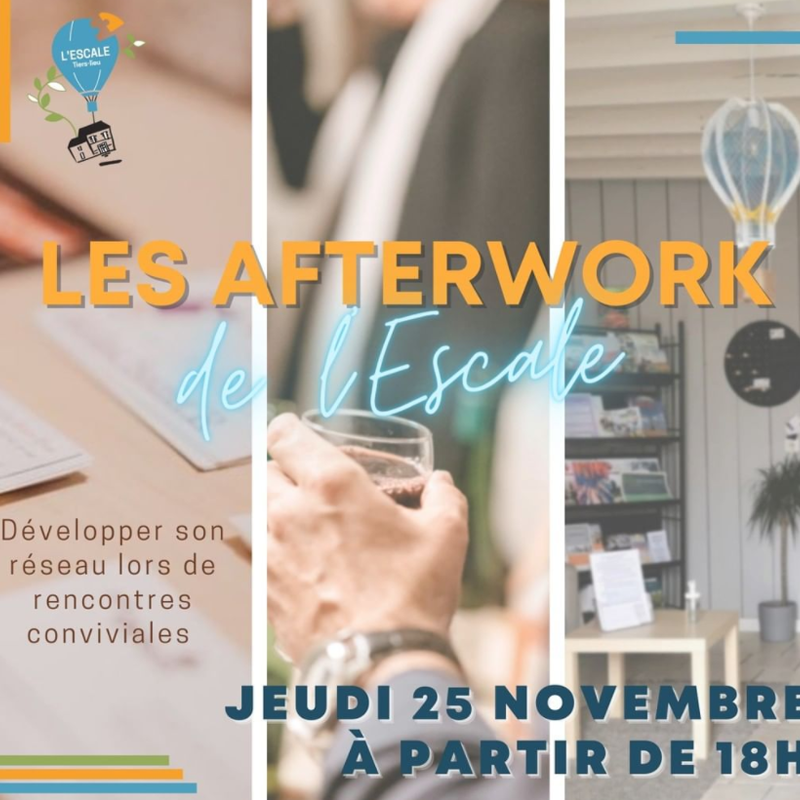 L'ESCALE
Tiers-lieu
LES AFTERWORK
de l'Escale
Développer son
réseau lors de
rencontres
conviviales
JEUDI 25 NOVEMBRE
À PARTIR DE 18H